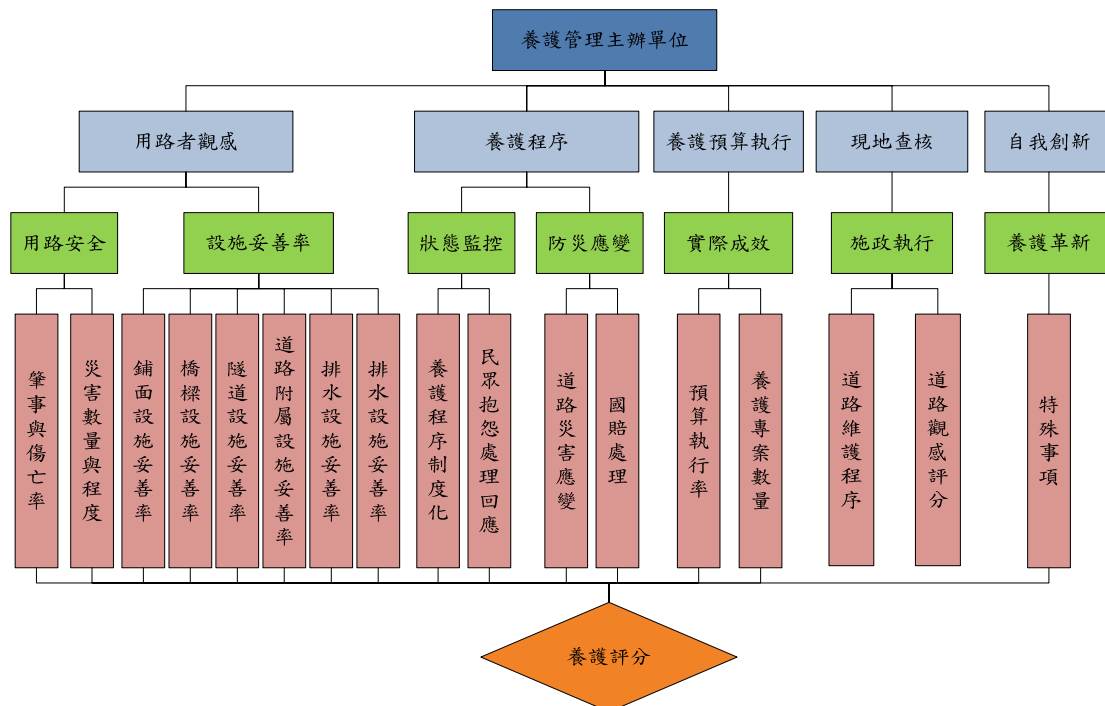 養護管理主辦單位
用路者觀感
養護程序
養護預算執行
現地查核
自我創新
用路安全
設施妥善率
狀態監控
防災應變
實際成效
施政執行
養護革新
肇事與傷亡率
災害數量與程度
鋪面設施妥善率
橋樑設施妥善率
隧道設施妥善率
道路附屬設施妥善率
排水設施妥善率
排水設施妥善率
養護程序制度化
民眾抱怨處理回應
道路災害應變
國賠處理
預算執行率
養護專案數量
道路維護程序
道路觀感評分
特殊事項
養護評分